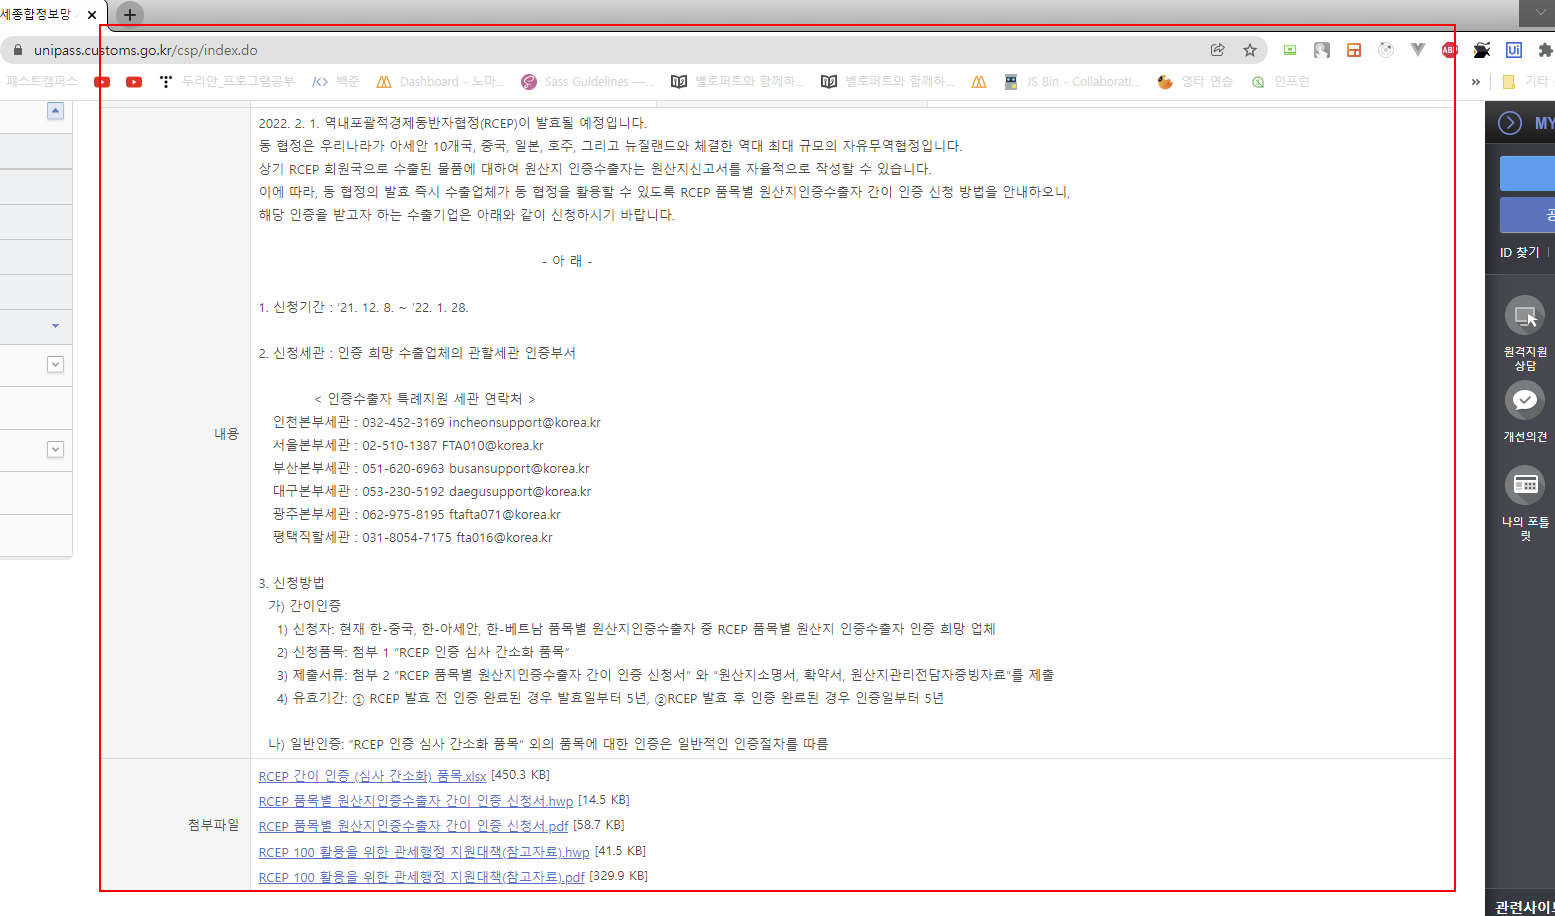 세종합정보망
unipass.customs.go.kr/csp/index.do
패스트캠퍼스
두리안_프로그램공부
백준
Dashboard - 노마...
Sass Guidelines —...
벨로퍼트와 함께하...
벨로퍼트와 함께하...
JS Bin - Collaborati...
영탁 연습
인프런
»
기타
2022. 2. 1. 역내포괄적경제동반자협정(RCEP)이 발효될 예정입니다.
동 협정은 우리나라가 아세안 10개국, 중국, 일본, 호주, 그리고 뉴질랜드와 체결한 역대 최대 규모의 자유무역협정입니다.
상기 RCEP 회원국으로 수출된 물품에 대하여 원산지 인증수출자는 원산지신고서를 자율적으로 작성할 수 있습니다.
이에 따라, 동 협정의 발효 즉시 수출업체가 동 협정을 활용할 수 있도록 RCEP 품목별 원산지인증수출자 간이 인증 신청 방법을 안내하오니,
해당 인증을 받고자 하는 수출기업은 아래와 같이 신청하시기 바랍니다.
- 아 래 -
1. 신청기간 : ‘21. 12. 8. ~ ‘22. 1. 28.
2. 신청세관 : 인증 희망 수출업체의 관할세관 인증부서
< 인증수출자 특례지원 세관 연락처 >
인천본부세관 : 032-452-3169 incheonsupport@korea.kr
서울본부세관 : 02-510-1387 FTA010@korea.kr
부산본부세관 : 051-620-6963 busansupport@korea.kr
대구본부세관 : 053-230-5192 daegusupport@korea.kr
광주본부세관 : 062-975-8195 ftafta071@korea.kr
평택직할세관 : 031-8054-7175 fta016@korea.kr
내용
3. 신청방법
가) 간이인증
1) 신청자: 현재 한-중국, 한-아세안, 한-베트남 품목별 원산지인증수출자 중 RCEP 품목별 원산지 인증수출자 인증 희망 업체
2) 신청품목: 첨부 1 “RCEP 인증 심사 간소화 품목”
3) 제출서류: 첨부 2 “RCEP 품목별 원산지인증수출자 간이 인증 신청서” 와 “원산지소명서, 확약서, 원산지관리전담자증빙자료”를 제출
4) 유효기간: ① RCEP 발효 전 인증 완료된 경우 발효일부터 5년, ②RCEP 발효 후 인증 완료된 경우 인증일부터 5년
나) 일반인증: “RCEP 인증 심사 간소화 품목” 외의 품목에 대한 인증은 일반적인 인증절차를 따름
첨부파일
RCEP 간이 인증 (심사 간소화) 품목.xlsx [450.3 KB]
RCEP 품목별 원산지인증수출자 간이 인증 신청서.hwp [14.5 KB]
RCEP 품목별 원산지인증수출자 간이 인증 신청서.pdf [58.7 KB]
RCEP 100 활용을 위한 관세행정 지원대책(참고자료).hwp [41.5 KB]
RCEP 100 활용을 위한 관세행정 지원대책(참고자료).pdf [329.9 KB]
MY
공
ID 찾기
원격지원
상담
개선의견
나의 포틀
릿
관련사이트